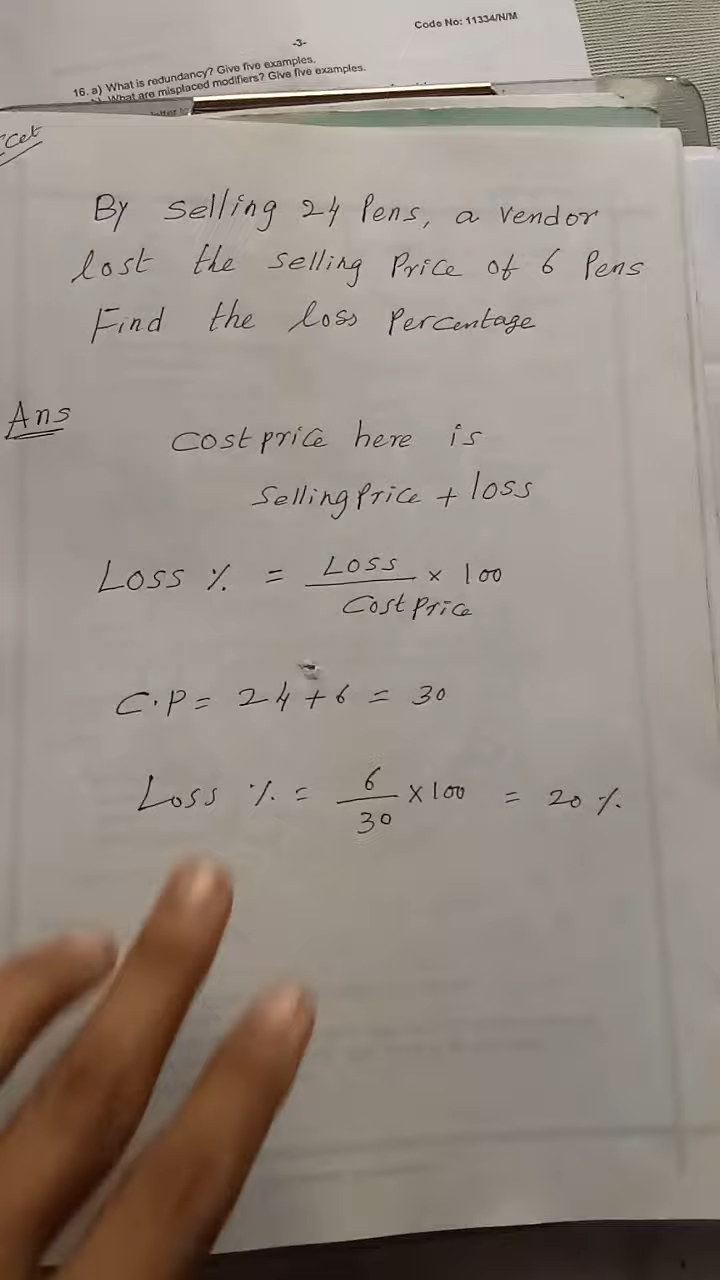 Code No: 11334/N/M
-3-
16. a) What is redundancy? Give five examples.
What are misplaced modifiers? Give five examples.
By selling 24 Pens, a vendor
lost the selling Price of 6 Pens
Find the loss Percentage
Ans
Cost price here is
Selling Price + loss
Loss % = Loss / Cost Price × 100
C.P = 24 + 6 = 30
Loss % = 6 / 30 × 100 = 20 %